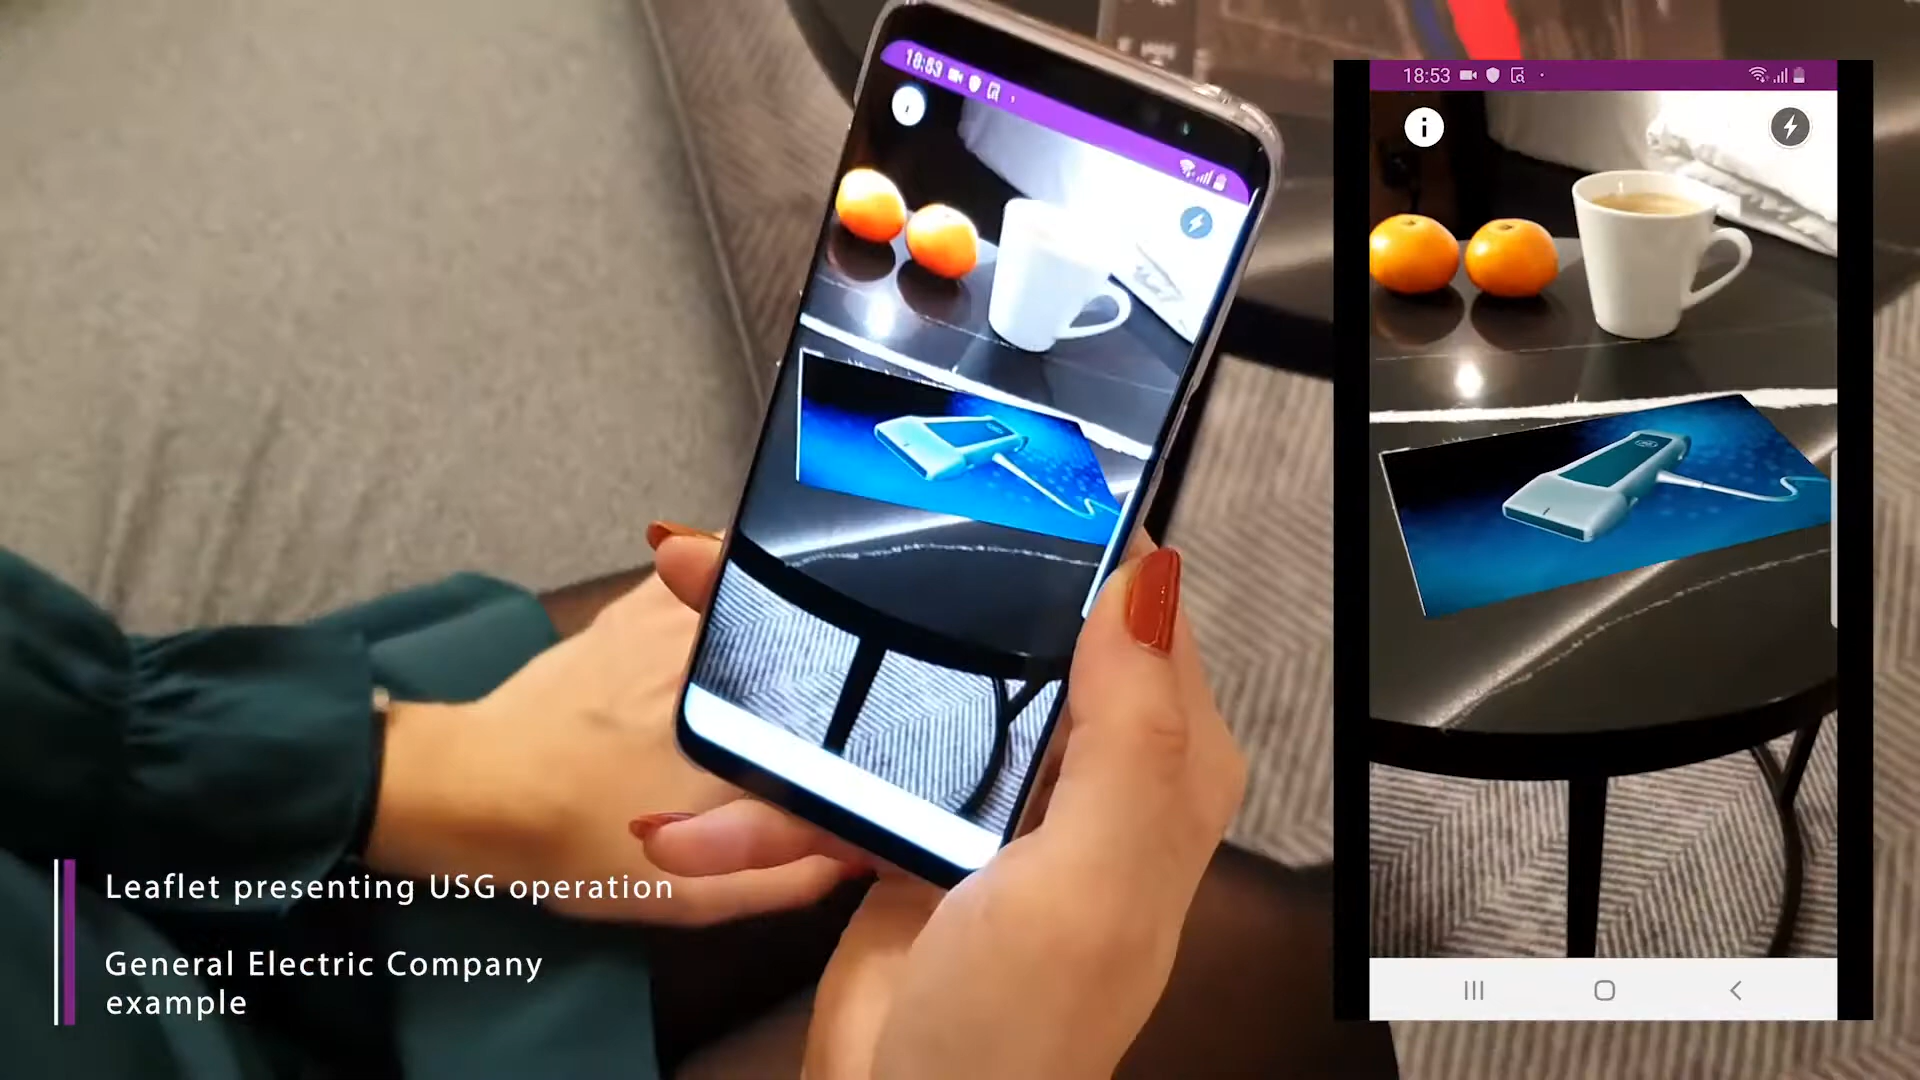 18:53
18:53
i
Leaflet presenting USG operation
General Electric Company
example